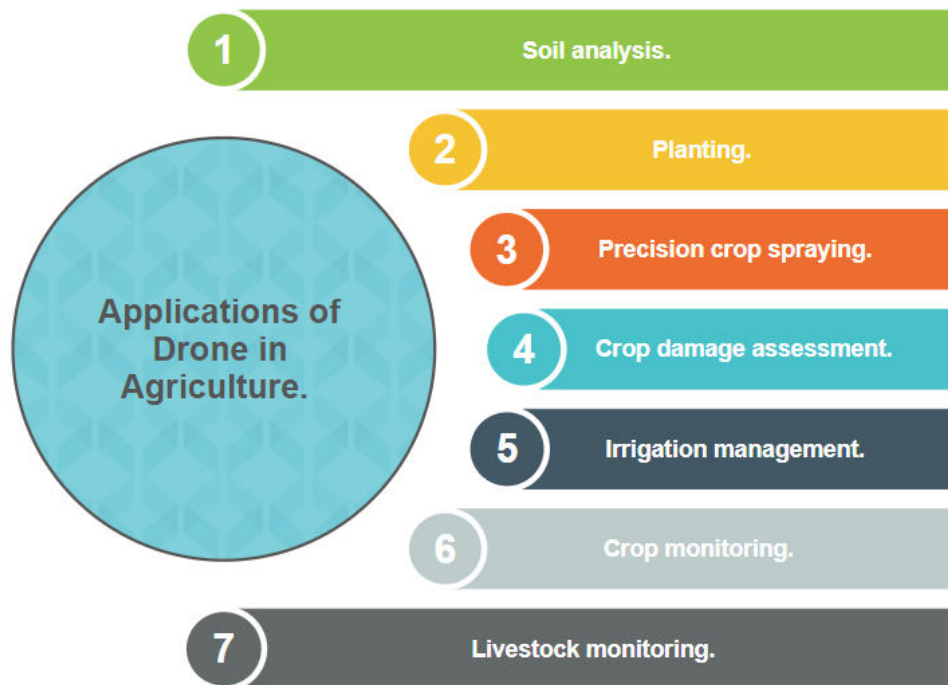 1
Soil analysis.
2
Planting.
3
Precision crop spraying.
Applications of
Drone in
Agriculture.
4
Crop damage assessment.
5
Irrigation management.
6
Crop monitoring.
7
Livestock monitoring.